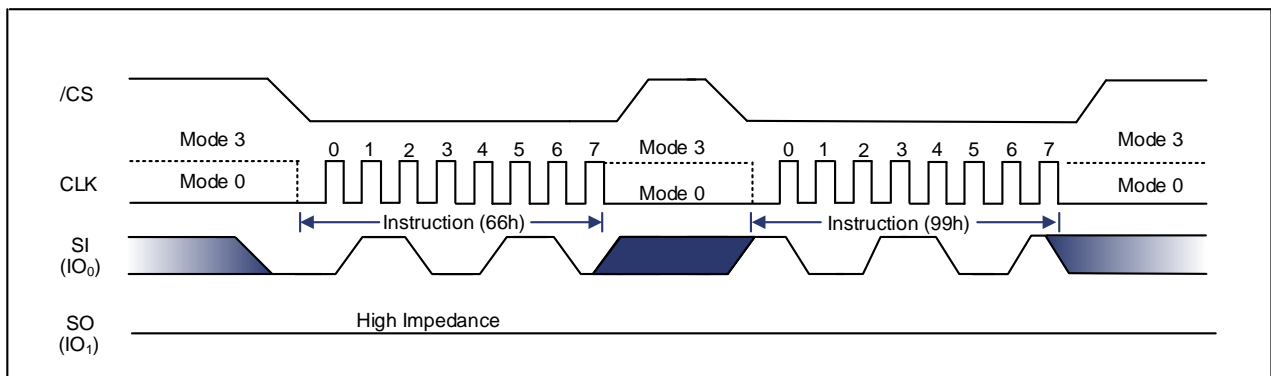 /CS
Mode 3
Mode 0
CLK
0 1 2 3 4 5 6 7
Mode 3
Mode 0
0 1 2 3 4 5 6 7
Mode 3
Mode 0
Instruction (66h)
Instruction (99h)
SI
(IO₀)
High Impedance
SO
(IO₁)